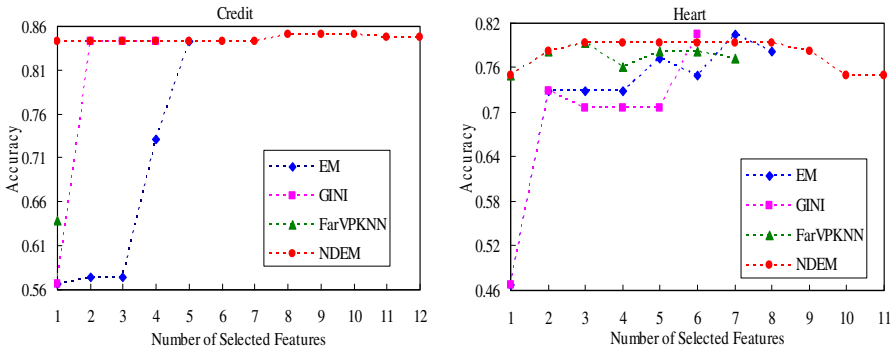 Credit
Accuracy
0.86
0.81
0.76
0.71
0.66
0.61
0.56
EM
GINI
FarVPKNN
NDEM
1 2 3 4 5 6 7 8 9 10 11 12
Number of Selected Features
Heart
Accuracy
0.82
0.76
0.7
0.64
0.58
0.52
0.46
EM
GINI
FarVPKNN
NDEM
1 2 3 4 5 6 7 8 9 10 11
Number of Selected Features